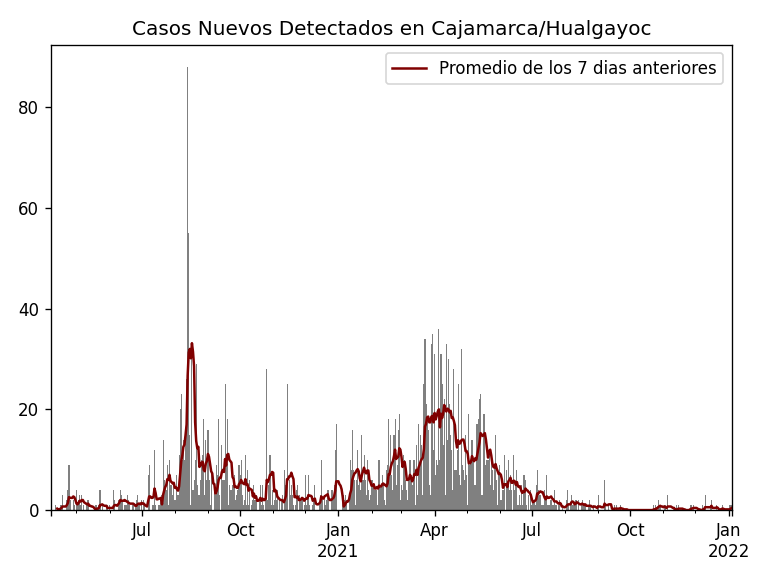 Casos Nuevos Detectados en Cajamarca/Hualgayoc
Promedio de los 7 dias anteriores
80
60
40
20
0
Jul Oct Jan Apr Jul Oct Jan
2021 2022